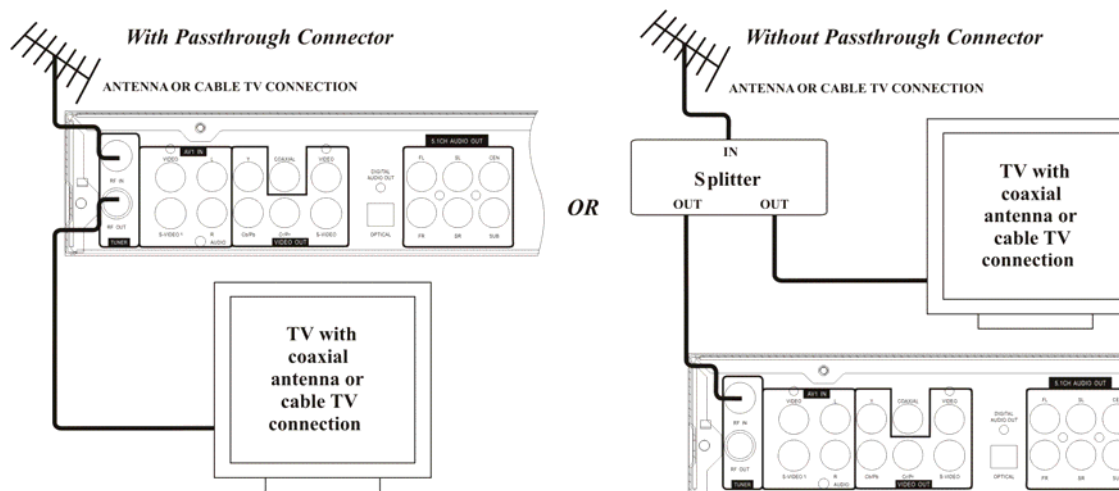 With Passthrough Connector
ANTENNA OR CABLE TV CONNECTION
5.1CH AUDIO OUT
AV1 IN
VIDEO
L
Y
COAXIAL
VIDEO
FL
SL
CEN
RF IN
DIGITAL
AUDIO OUT
RF OUT
S-VIDEO
R
AUDIO
Cb/Pb
Cr/Pr
S-VIDEO
OPTICAL
FR
SR
SUB
TUNER
VIDEO OUT
TV with
coaxial
antenna or
cable TV
connection
OR
Without Passthrough Connector
ANTENNA OR CABLE TV CONNECTION
IN
Splitter
OUT OUT
TV with
coaxial
antenna or
cable TV
connection
5.1CH AUDIO OUT
AV1 IN
VIDEO
L
Y
COAXIAL
VIDEO
FL
SL
CE
RF IN
DIGITAL
AUDIO OUT
RF OUT
S-VIDEO
R
AUDIO
Cb/Pb
Cr/Pr
S-VIDEO
OPTICAL
FR
SR
SUB
TUNER
VIDEO OUT